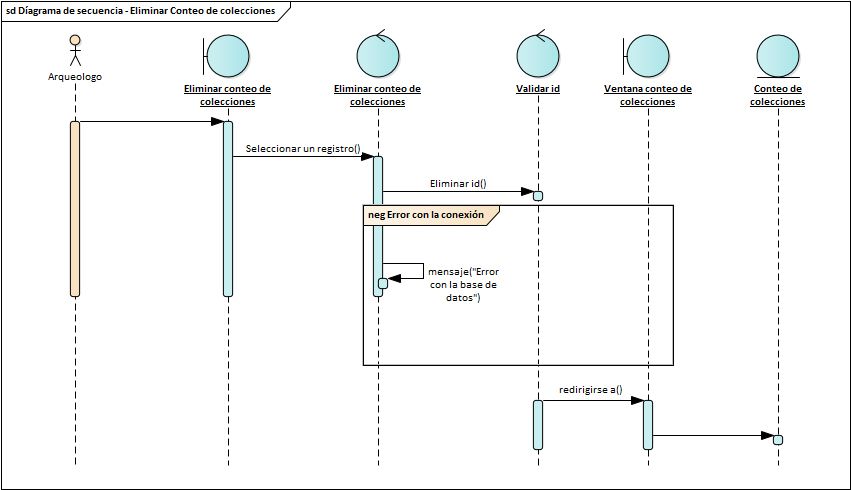 sd Díagrama de secuencia - Eliminar Conteo de colecciones
Arqueologo
Eliminar conteo de
colecciones
Eliminar conteo de
colecciones
Validar id
Ventana conteo de
colecciones
Conteo de
colecciones
Seleccionar un registro()
Eliminar id()
neg Error con la conexión
mensaje("Error
con la base de
datos")
redirigirse a()